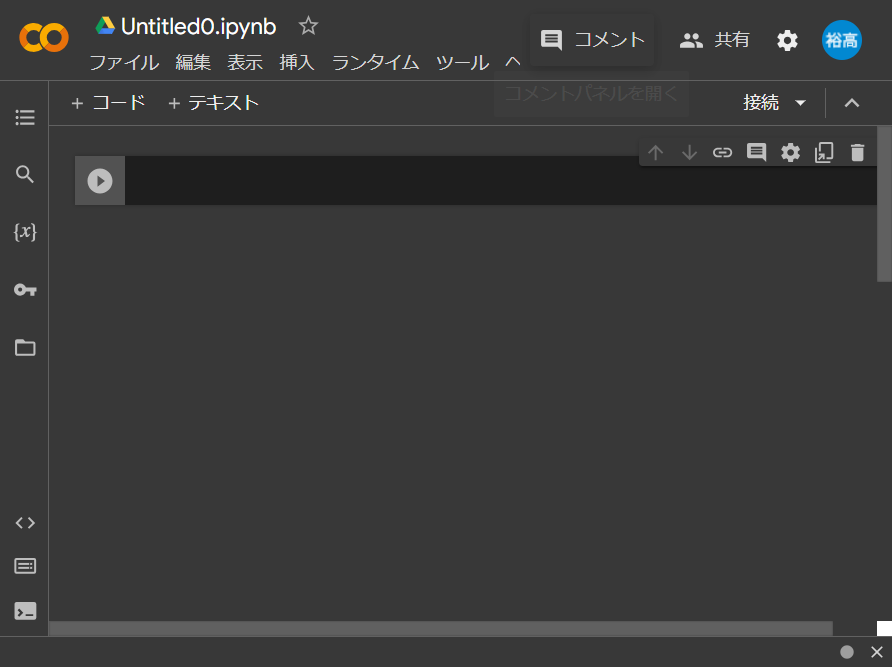 Untitled0.ipynb
コメント
共有
裕高
ファイル 編集 表示 挿入 ランタイム ツール ヘ
コメントパネルを開く
+ コード + テキスト
接続
{x}